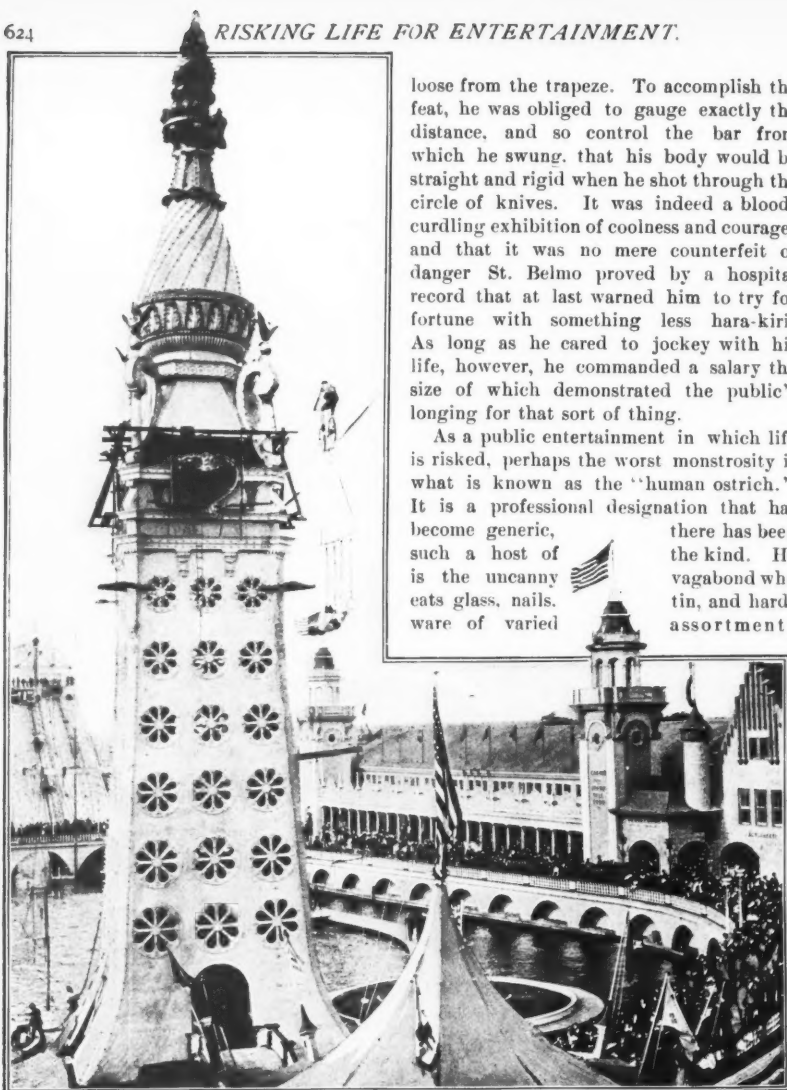 624
RISKING LIFE FOR ENTERTAINMENT.
loose from the trapeze. To accomplish th
feat, he was obliged to gauge exactly th
distance, and so control the bar fron
which he swung, that his body would b
straight and rigid when he shot through th
circle of knives. It was indeed a blood
curdling exhibition of coolness and courage
and that it was no mere counterfeit o
danger St. Belmo proved by a hospita
record that at last warned him to try fo
fortune with something less hara-kiri
As long as he cared to jockey with hi
life, however, he commanded a salary th
size of which demonstrated the public'
longing for that sort of thing.
As a public entertainment in which lif
is risked, perhaps the worst monstrosity i
what is known as the "human ostrich."
It is a professional designation that ha
become generic, there has bee
such a host of the kind. H
is the uncanny vagabond wh
eats glass, nails. tin, and hard
ware of varied assortment